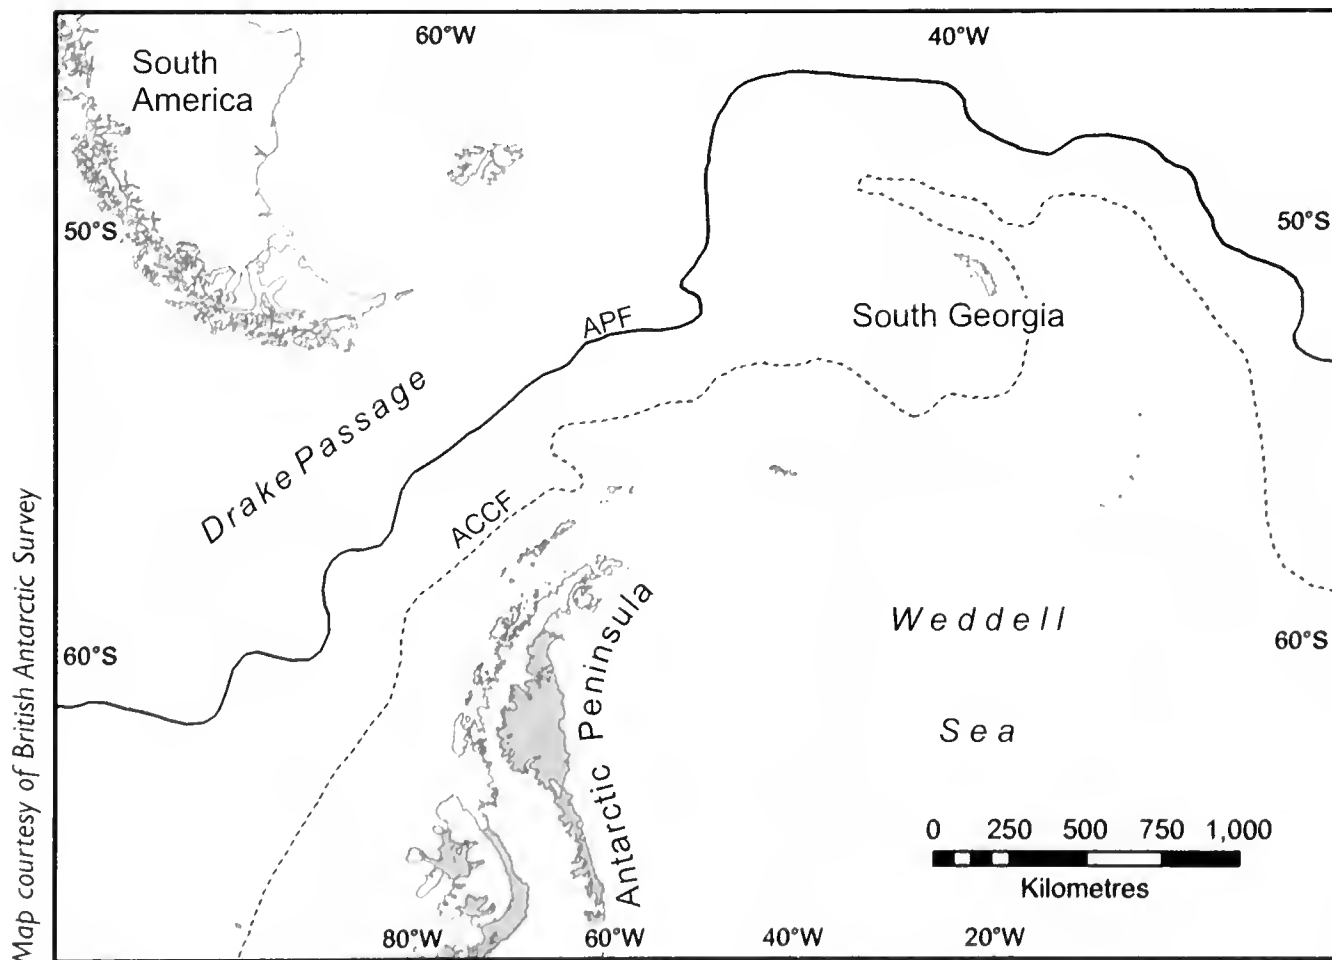 60°W
40°W
South
America
50°S
50°S
APF
South Georgia
Drake Passage
ACCF
Weddell
60°S
60°S
Antarctic Peninsula
Sea
0 250 500 750 1,000
Kilometres
80°W 60°W 40°W 20°W
Map courtesy of British Antarctic Survey